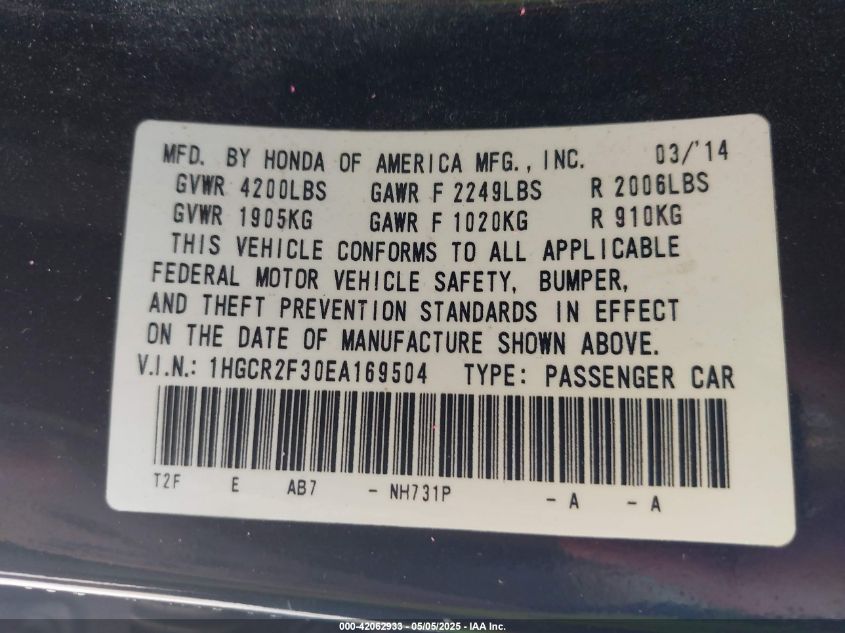 MFD. BY HONDA OF AMERICA MFG., INC. 03/'14
GVWR 4200LBS GAWR F 2249LBS R 2006LBS
GVWR 1905KG GAWR F 1020KG R 910KG
THIS VEHICLE CONFORMS TO ALL APPLICABLE
FEDERAL MOTOR VEHICLE SAFETY, BUMPER,
AND THEFT PREVENTION STANDARDS IN EFFECT
ON THE DATE OF MANUFACTURE SHOWN ABOVE.
V.I.N.: 1HGCR2F30EA169504 TYPE: PASSENGER CAR
T2F E AB7 - NH731P - A - A
000-42062933 - 05/05/2025 - IAA Inc.